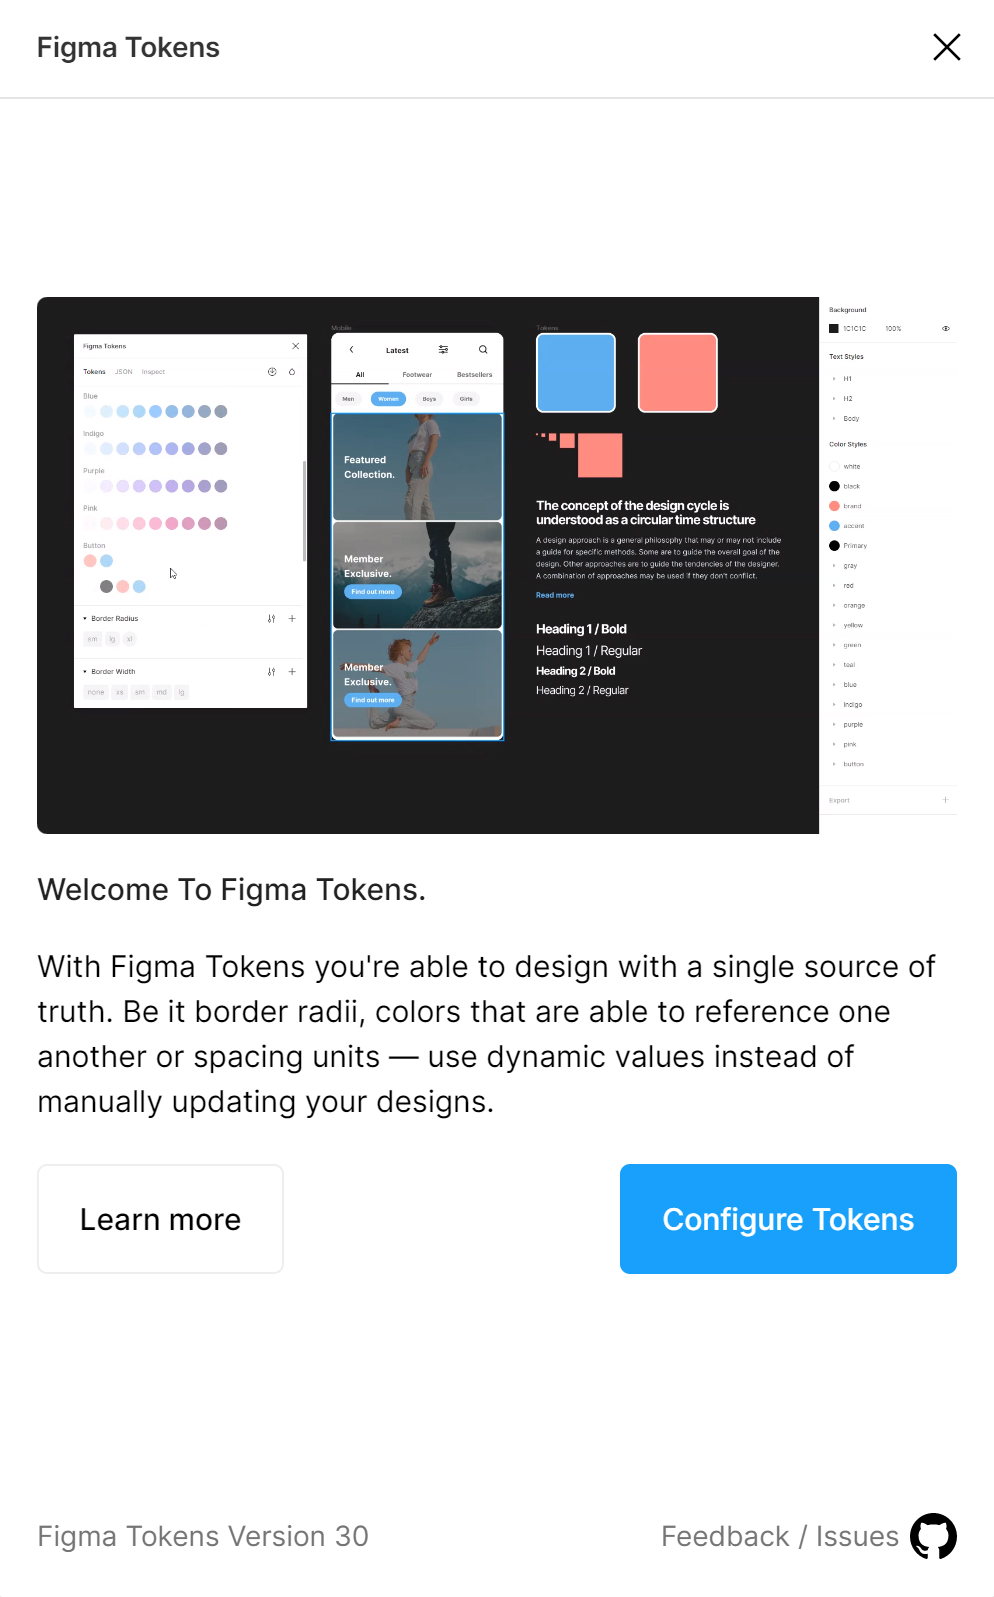 Figma Tokens
Figma Tokens
Tokens JSON Inspect
Blue
Indigo
Purple
Pink
Button
Border Radius
sm lg xl
Border Width
none xs sm md lg
Mobile
Latest
All Footwear Bestsellers
Men Women Boys Girls
Featured
Collection.
Member
Exclusive.
Find out more
Member
Exclusive.
Find out more
Tokens
The concept of the design cycle is
understood as a circular time structure
A design approach is a general philosophy that may or may not include
a guide for specific methods. Some are to guide the overall goal of the
design. Other approaches are to guide the tendencies of the designer.
A combination of approaches may be used if they don't conflict.
Read more
Heading 1 / Bold
Heading 1 / Regular
Heading 2 / Bold
Heading 2 / Regular
Background
1C1C1C 100%
Text Styles
H1
H2
Body
Color Styles
white
black
brand
accent
Primary
gray
red
orange
yellow
green
teal
blue
indigo
purple
pink
button
Export
Welcome To Figma Tokens.
With Figma Tokens you're able to design with a single source of
truth. Be it border radii, colors that are able to reference one
another or spacing units — use dynamic values instead of
manually updating your designs.
Learn more
Configure Tokens
Figma Tokens Version 30
Feedback / Issues